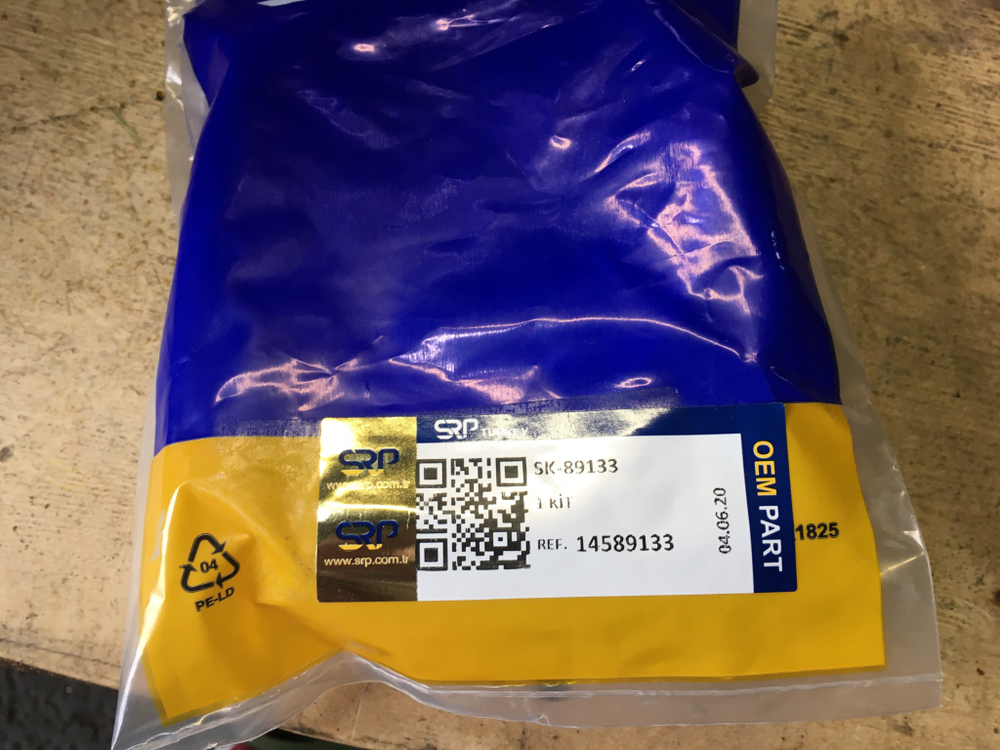 SRP TURKEY
SRP
www.srp.com.tr
SRP
www.srp.com.tr
SK-89133
1 KİT
REF. 14589133
04.06.20
OEM PART
1825
04
PE-LD